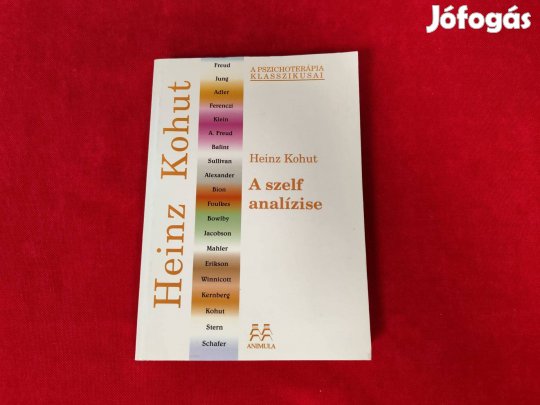 Jófogás
Heinz Kohut
Freud
Jung
Adler
Ferenczi
Klein
A. Freud
Balint
Sullivan
Alexander
Bion
Foulkes
Bowlby
Jacobson
Mahler
Erikson
Winnicott
Kernberg
Kohut
Stern
Schafer
A PSZICHOTERÁPIA
KLASSZIKUSAI
Heinz Kohut
A szelf
analízise
ANIMULA